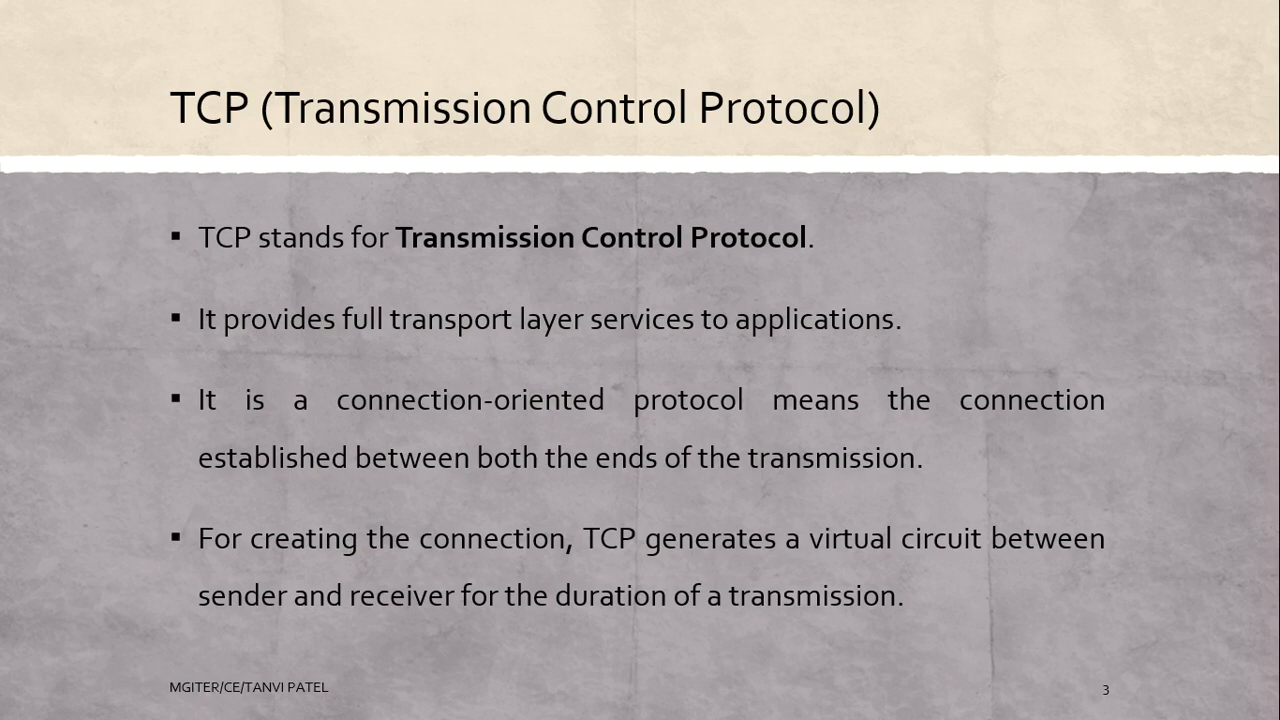 TCP (Transmission Control Protocol)
▪ TCP stands for Transmission Control Protocol.
▪ It provides full transport layer services to applications.
▪ It is a connection-oriented protocol means the connection
established between both the ends of the transmission.
▪ For creating the connection, TCP generates a virtual circuit between
sender and receiver for the duration of a transmission.
MGITER/CE/TANVI PATEL
3